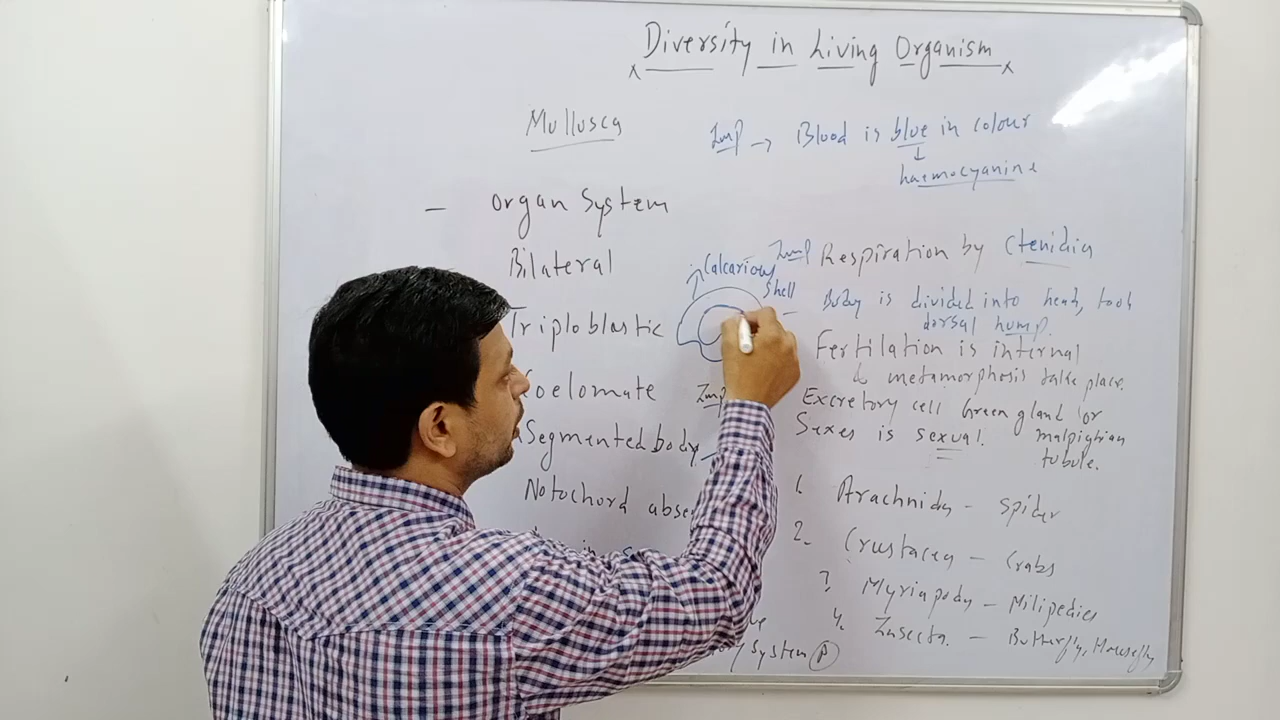 Diversity in Living Organism
Mullusca
Imp → Blood is blue in colour
haemocyanine
— Organ System
Bilateral
Triploblastic
Coelomate
Segmented body
Notochord abse
Calcarious
Shell
Imp Respiration by Ctenidia
— Body is divided into head, foot
dorsal hump.
Fertilation is internal
& metamorphosis take place.
Imp Excretory cell Green gland or
malpighian
tubule.
Sexes is sexual.
1. Arachnida - Spider
2. Crustacea - Crabs
? Myriapoda - Milipedies
4. Insecta. - Butterfly, Housefly
System P